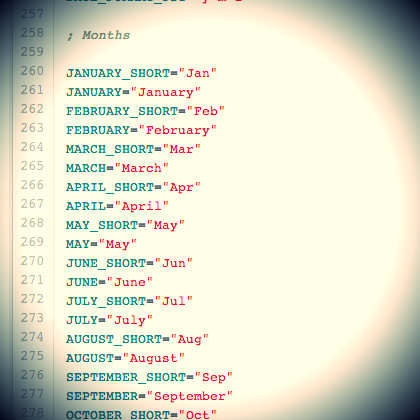 257
258 ; Months
259
260 JANUARY_SHORT="Jan"
261 JANUARY="January"
262 FEBRUARY_SHORT="Feb"
263 FEBRUARY="February"
264 MARCH_SHORT="Mar"
265 MARCH="March"
266 APRIL_SHORT="Apr"
267 APRIL="April"
268 MAY_SHORT="May"
269 MAY="May"
270 JUNE_SHORT="Jun"
271 JUNE="June"
272 JULY_SHORT="Jul"
273 JULY="July"
274 AUGUST_SHORT="Aug"
275 AUGUST="August"
276 SEPTEMBER_SHORT="Sep"
277 SEPTEMBER="September"
278 OCTOBER_SHORT="Oct"